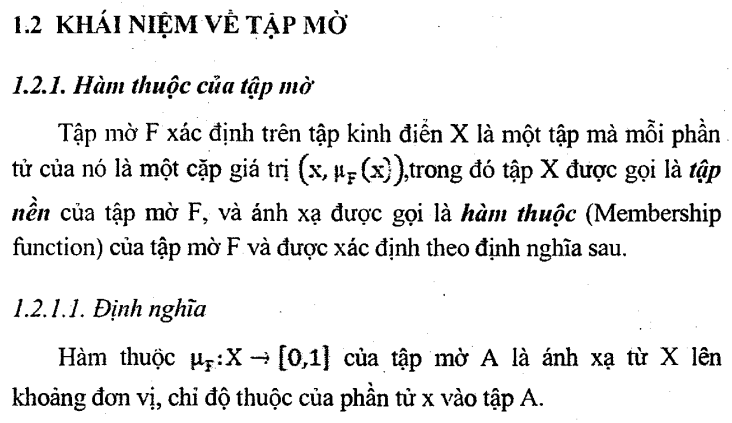 1.2 KHÁI NIỆM VỀ TẬP MỜ
1.2.1. Hàm thuộc của tập mờ
Tập mờ F xác định trên tập kinh điển X là một tập mà mỗi phần
tử của nó là một cặp giá trị (x, μF(x)),trong đó tập X được gọi là tập
nền của tập mờ F, và ánh xạ được gọi là hàm thuộc (Membership
function) của tập mờ F và được xác định theo định nghĩa sau.
1.2.1.1. Định nghĩa
Hàm thuộc μF:X → [0,1] của tập mờ A là ánh xạ từ X lên
khoảng đơn vị, chỉ độ thuộc của phần tử x vào tập A.